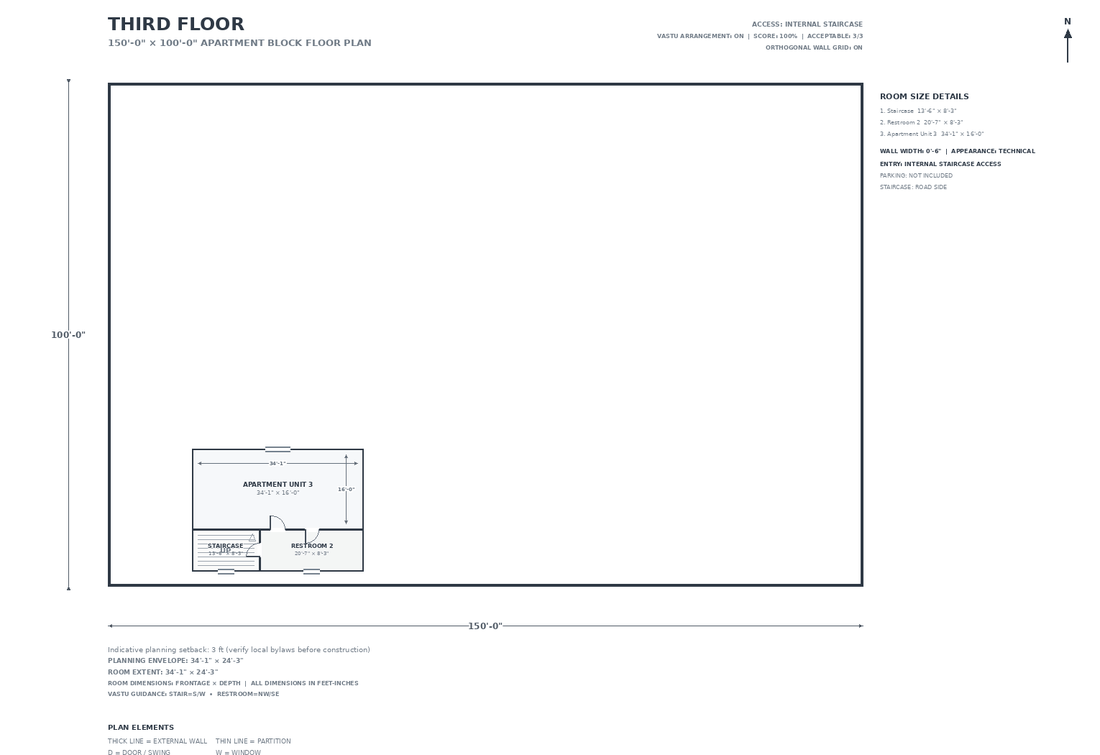 THIRD FLOOR
150'-0" × 100'-0" APARTMENT BLOCK FLOOR PLAN
ACCESS: INTERNAL STAIRCASE
VASTU ARRANGEMENT: ON | SCORE: 100% | ACCEPTABLE: 3/3
ORTHOGONAL WALL GRID: ON
N
ROOM SIZE DETAILS
1. Staircase 13'-6" × 8'-3"
2. Restroom 2 20'-7" × 8'-3"
3. Apartment Unit 3 34'-1" × 16'-0"
WALL WIDTH: 0'-6" | APPEARANCE: TECHNICAL
ENTRY: INTERNAL STAIRCASE ACCESS
PARKING: NOT INCLUDED
STAIRCASE: ROAD SIDE
100'-0"
34'-1"
APARTMENT UNIT 3
34'-1" × 16'-0"
16'-0"
STAIRCASE
UP
13'-6" × 8'-3"
RESTROOM 2
20'-7" × 8'-3"
150'-0"
Indicative planning setback: 3 ft (verify local bylaws before construction)
PLANNING ENVELOPE: 34'-1" × 24'-3"
ROOM EXTENT: 34'-1" × 24'-3"
ROOM DIMENSIONS: FRONTAGE × DEPTH | ALL DIMENSIONS IN FEET-INCHES
VASTU GUIDANCE: STAIR=S/W • RESTROOM=NW/SE
PLAN ELEMENTS
THICK LINE = EXTERNAL WALL THIN LINE = PARTITION
D = DOOR / SWING W = WINDOW